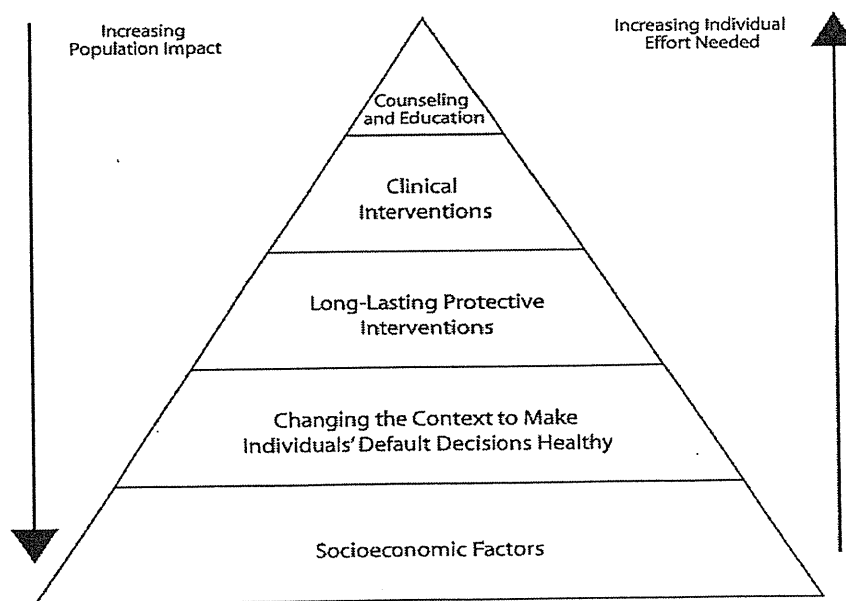 Increasing
Population Impact
Increasing Individual
Effort Needed
Counseling
and Education
Clinical
Interventions
Long-Lasting Protective
Interventions
Changing the Context to Make
Individuals' Default Decisions Healthy
Socioeconomic Factors